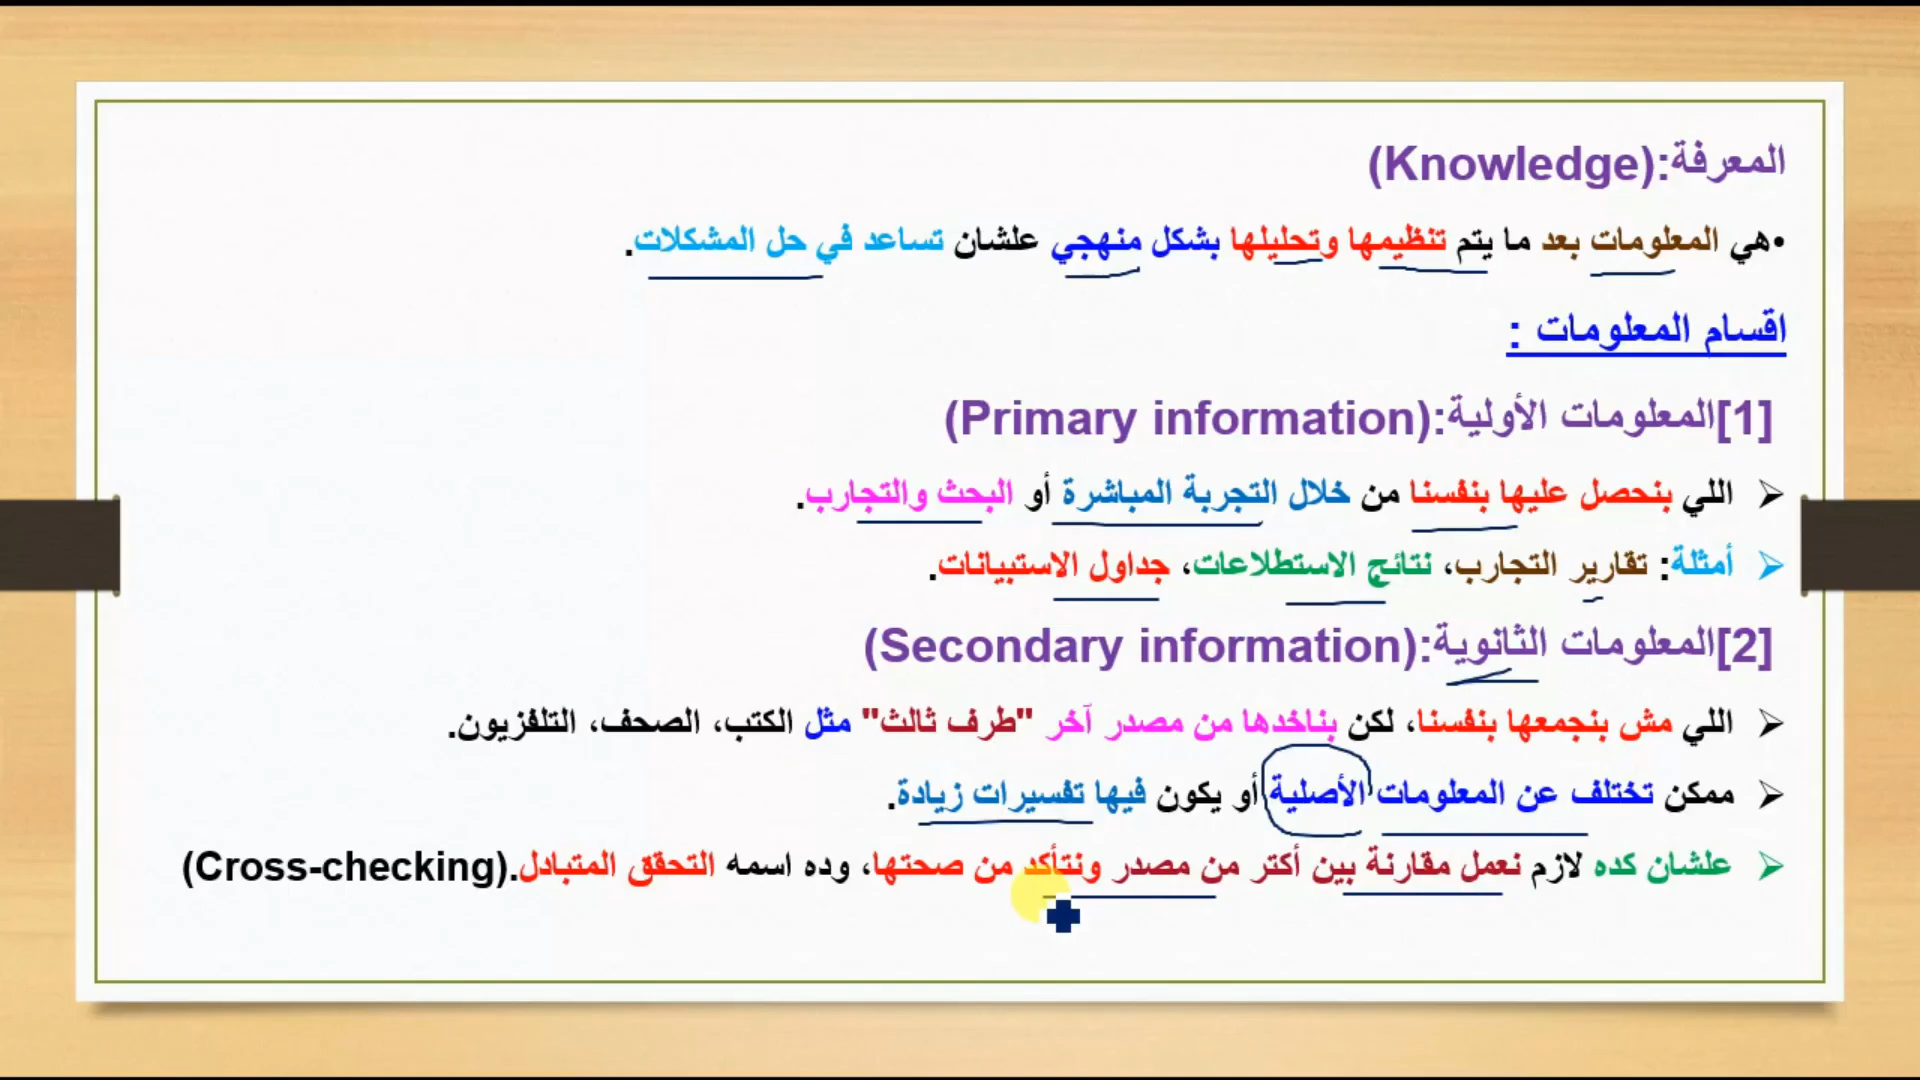 المعرفة:(Knowledge)
•هي المعلومات بعد ما يتم تنظيمها وتحليلها بشكل منهجي علشان تساعد في حل المشكلات.
اقسام المعلومات :
[1]المعلومات الأولية:(Primary information)
➢ اللي بنحصل عليها بنفسنا من خلال التجربة المباشرة أو البحث والتجارب.
➢ أمثلة: تقارير التجارب، نتائج الاستطلاعات، جداول الاستبيانات.
[2]المعلومات الثانوية:(Secondary information)
➢ اللي مش بنجمعها بنفسنا، لكن بناخدها من مصدر آخر "طرف ثالث" مثل الكتب، الصحف، التلفزيون.
➢ ممكن تختلف عن المعلومات الأصلية أو يكون فيها تفسيرات زيادة.
➢ علشان كده لازم نعمل مقارنة بين أكتر من مصدر ونتأكد من صحتها، وده اسمه التحقق المتبادل.(Cross-checking)